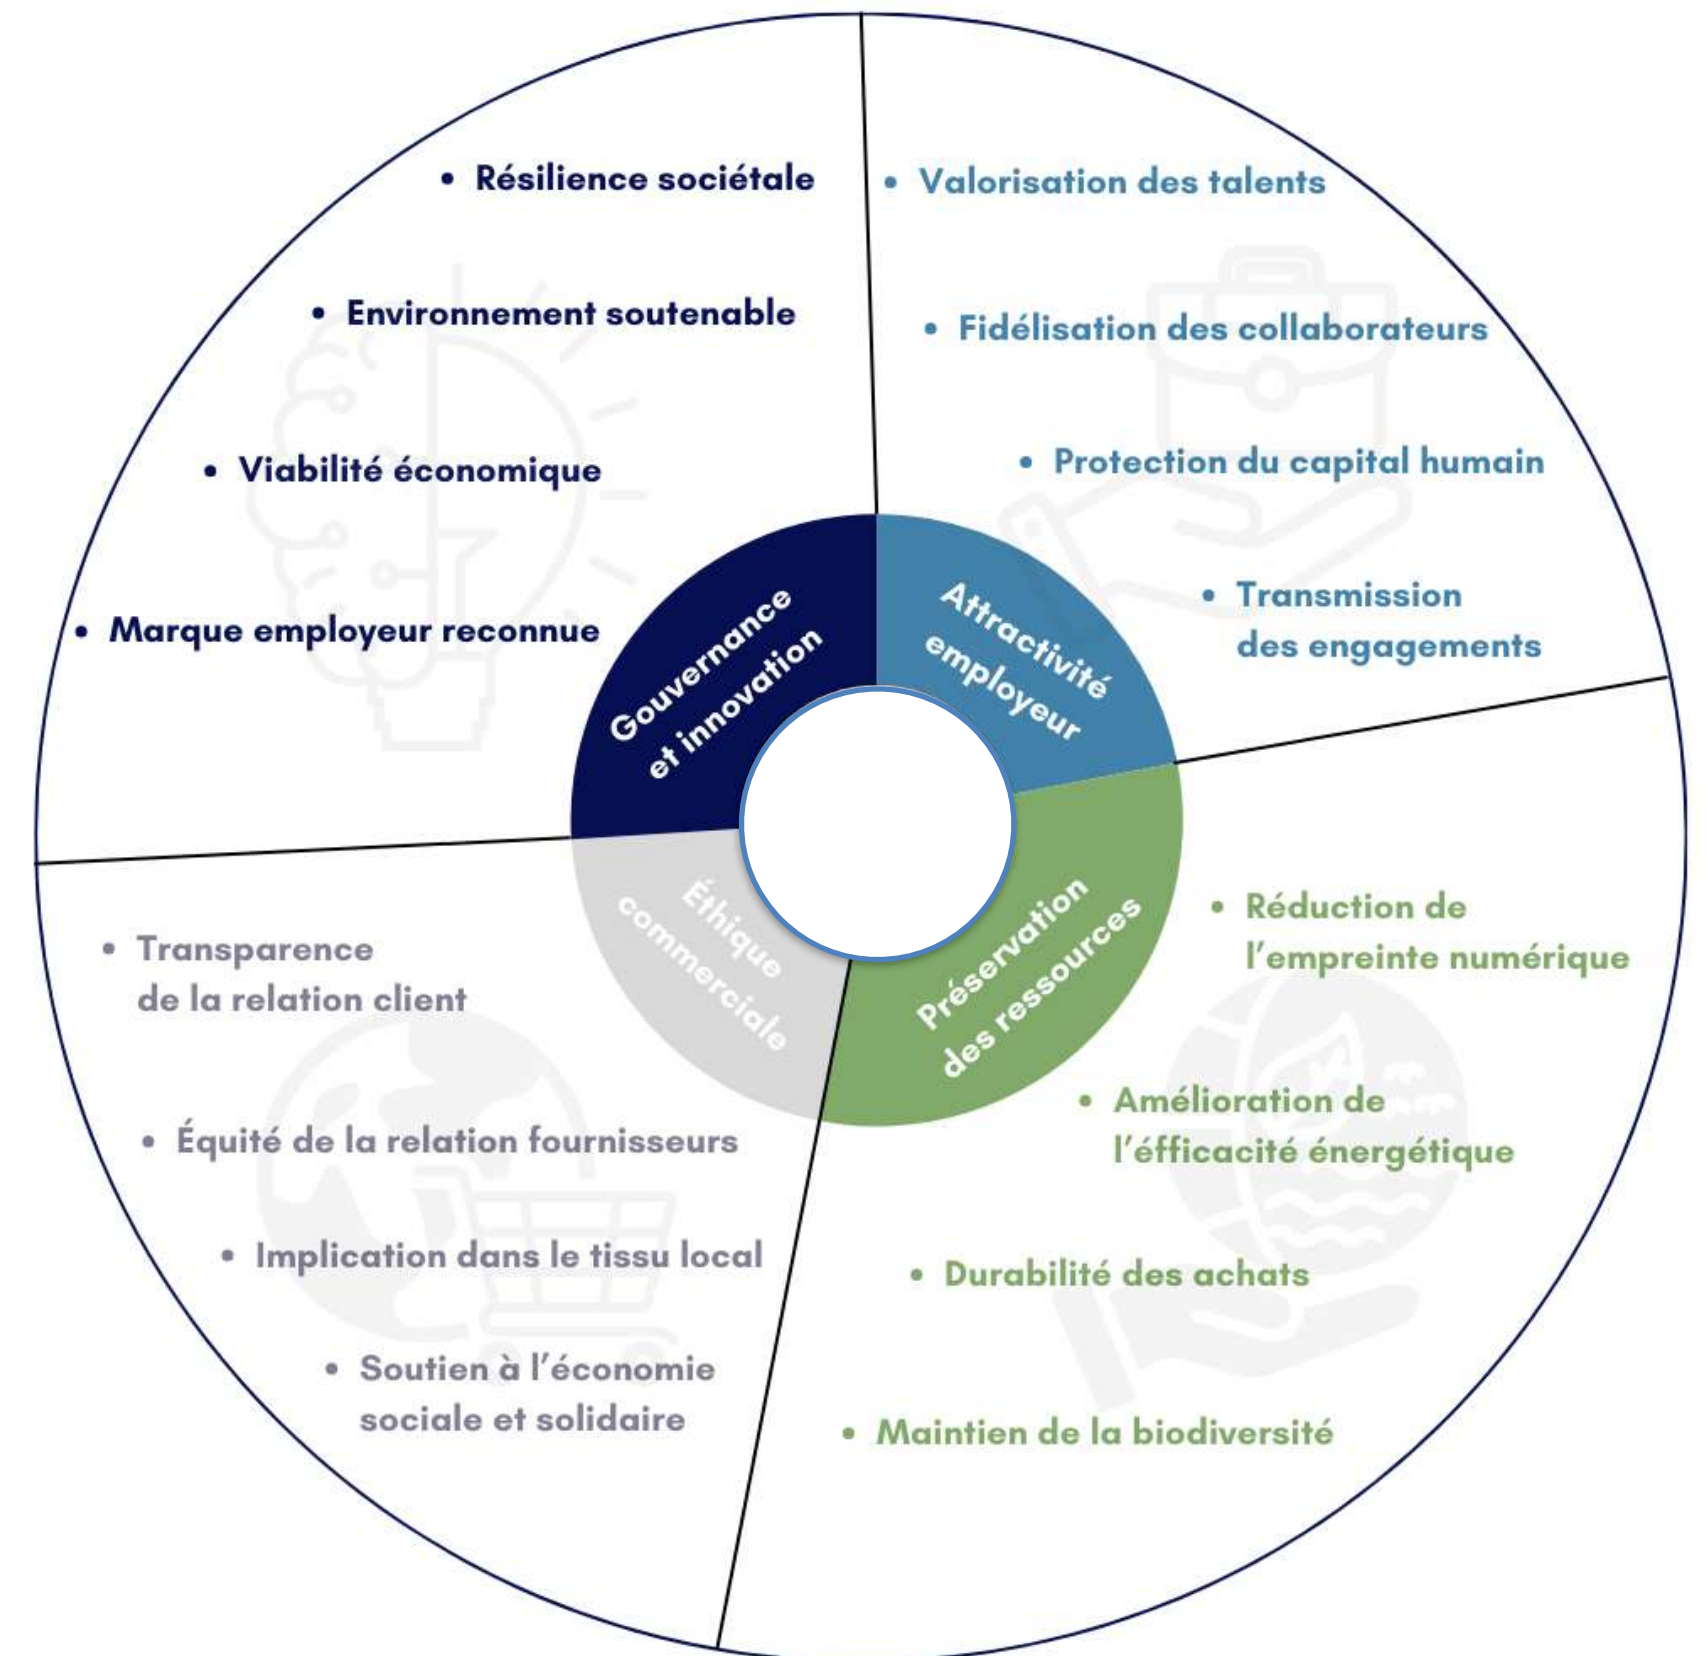 Gouvernance
et innovation
• Résilience sociétale
• Environnement soutenable
• Viabilité économique
• Marque employeur reconnue
Attractivité
employeur
• Valorisation des talents
• Fidélisation des collaborateurs
• Protection du capital humain
• Transmission
des engagements
Préservation
des ressources
• Réduction de
l’empreinte numérique
• Amélioration de
l’éfficacité énergétique
• Durabilité des achats
• Maintien de la biodiversité
Éthique
commerciale
• Transparence
de la relation client
• Équité de la relation fournisseurs
• Implication dans le tissu local
• Soutien à l’économie
sociale et solidaire